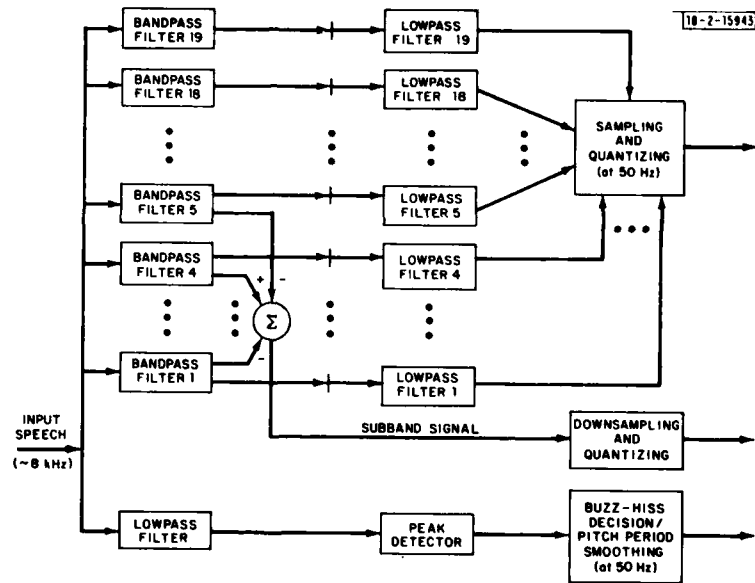 18-2-15943
BANDPASS
FILTER 19
LOWPASS
FILTER 19
BANDPASS
FILTER 18
LOWPASS
FILTER 18
SAMPLING
AND
QUANTIZING
(at 50 Hz)
BANDPASS
FILTER 5
LOWPASS
FILTER 5
BANDPASS
FILTER 4
LOWPASS
FILTER 4
+
-
Σ
-
BANDPASS
FILTER 1
LOWPASS
FILTER 1
INPUT
SPEECH
(~8 kHz)
SUBBAND SIGNAL
DOWNSAMPLING
AND
QUANTIZING
LOWPASS
FILTER
PEAK
DETECTOR
BUZZ-HISS
DECISION/
PITCH PERIOD
SMOOTHING
(at 50 Hz)